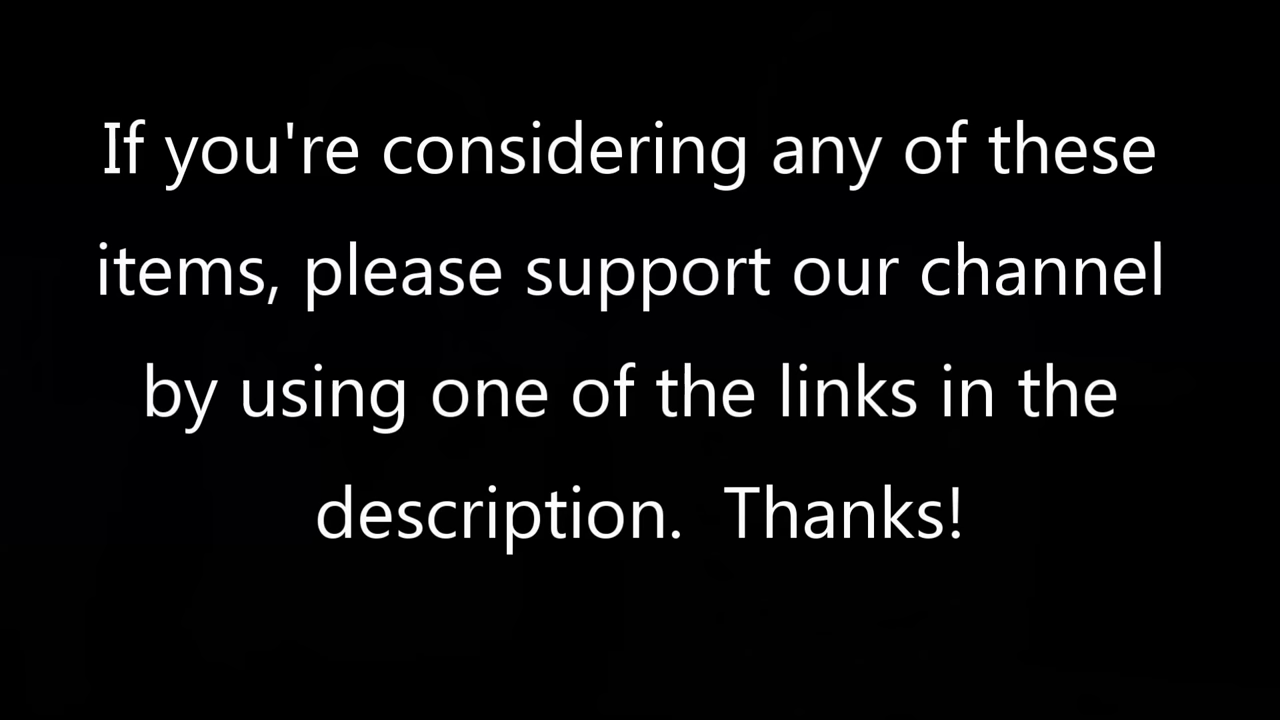 If you're considering any of these
items, please support our channel
by using one of the links in the
description.  Thanks!